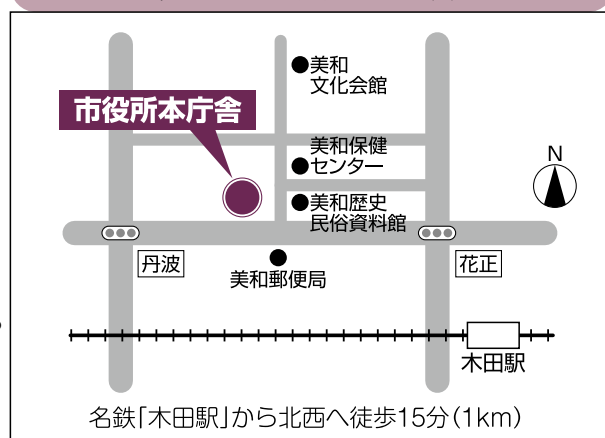 美和
文化会館
市役所本庁舎
美和保健
センター
N
美和歴史
民俗資料館
丹波
花正
美和郵便局
木田駅
名鉄「木田駅」から北西へ徒歩15分(1km)